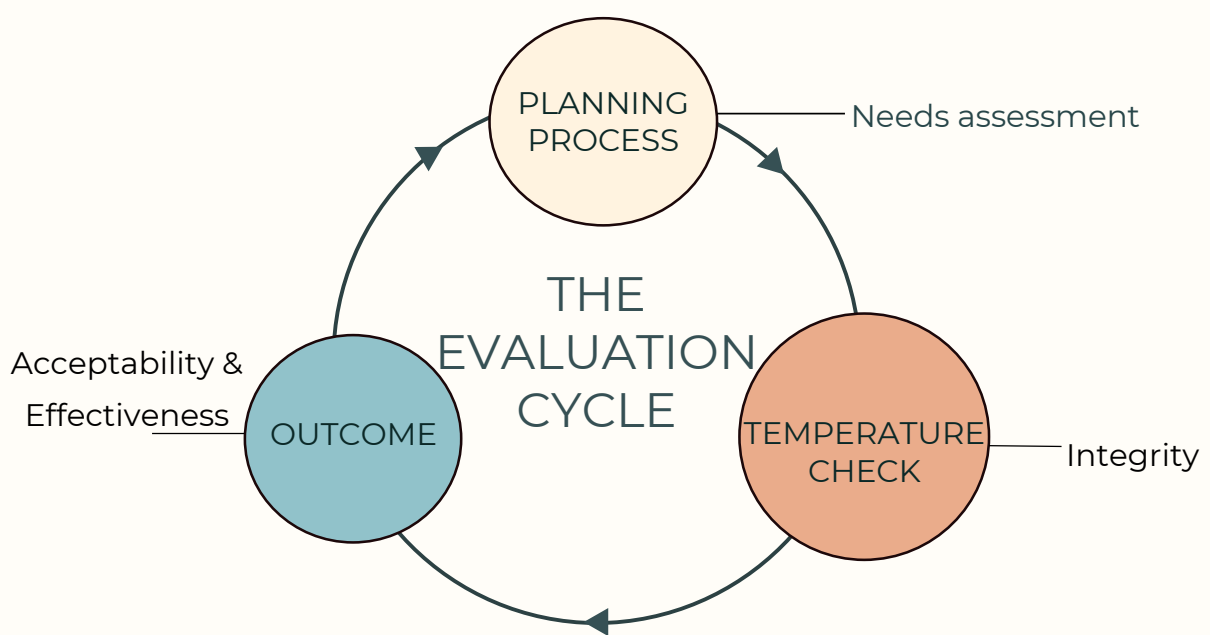 PLANNING
PROCESS
Needs assessment
THE
EVALUATION
CYCLE
Acceptability &
Effectiveness
OUTCOME
TEMPERATURE
CHECK
Integrity